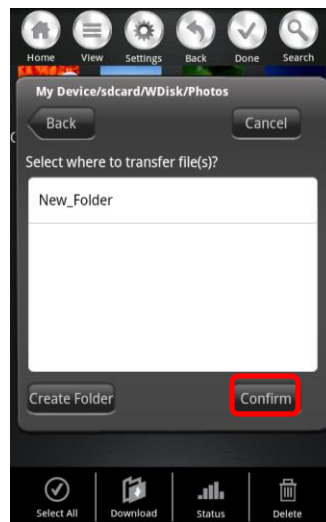 Home View Settings Back Done Search
My Device/sdcard/WDisk/Photos
Back Cancel
Select where to transfer file(s)?
New_Folder
Create Folder Confirm
Select All Download Status Delete